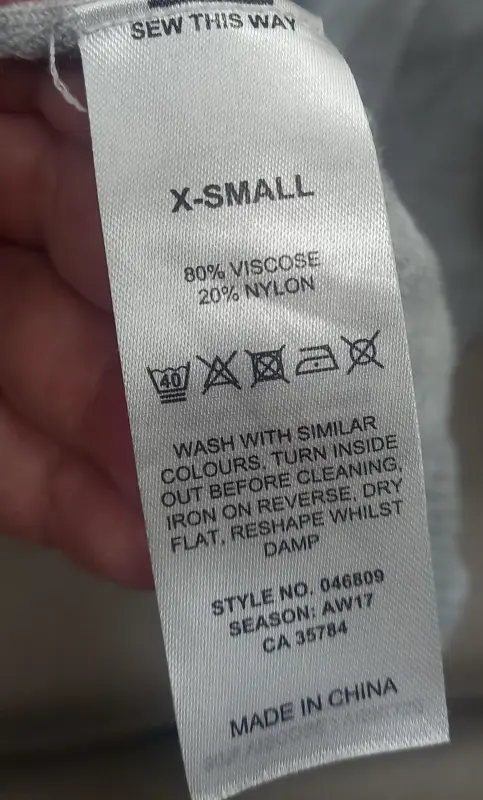 SEW THIS WAY
X-SMALL
80% VISCOSE
20% NYLON
40
WASH WITH SIMILAR
COLOURS, TURN INSIDE
OUT BEFORE CLEANING,
IRON ON REVERSE, DRY
FLAT, RESHAPE WHILST
DAMP
STYLE NO. 046809
SEASON: AW17
CA 35784
MADE IN CHINA